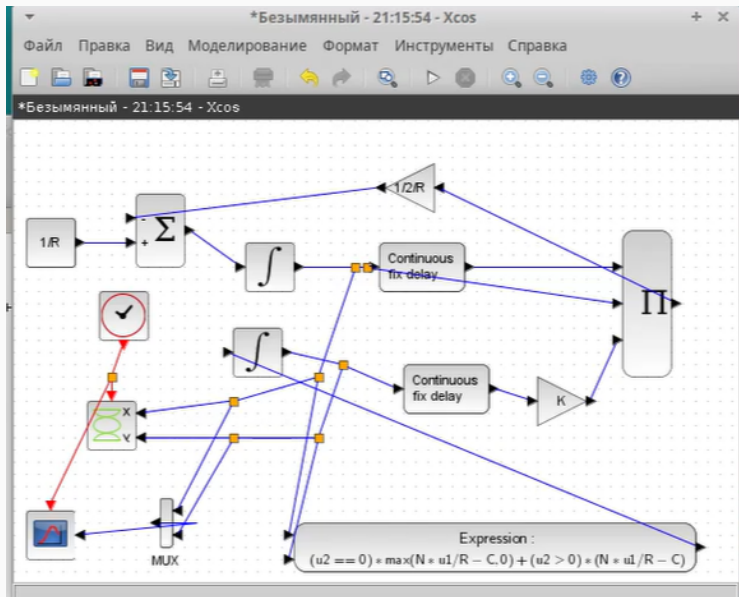 *Безымянный - 21:15:54 - Xcos
Файл Правка Вид Моделирование Формат Инструменты Справка
*Безымянный - 21:15:54 - Xcos
1/2/R
1/R
-
+
Σ
∫
Continuous
fix delay
Π
∫
Continuous
fix delay
K
X
Y
MUX
Expression :
(u2 == 0) * max(N * u1/R − C, 0) + (u2 > 0) * (N * u1/R − C)